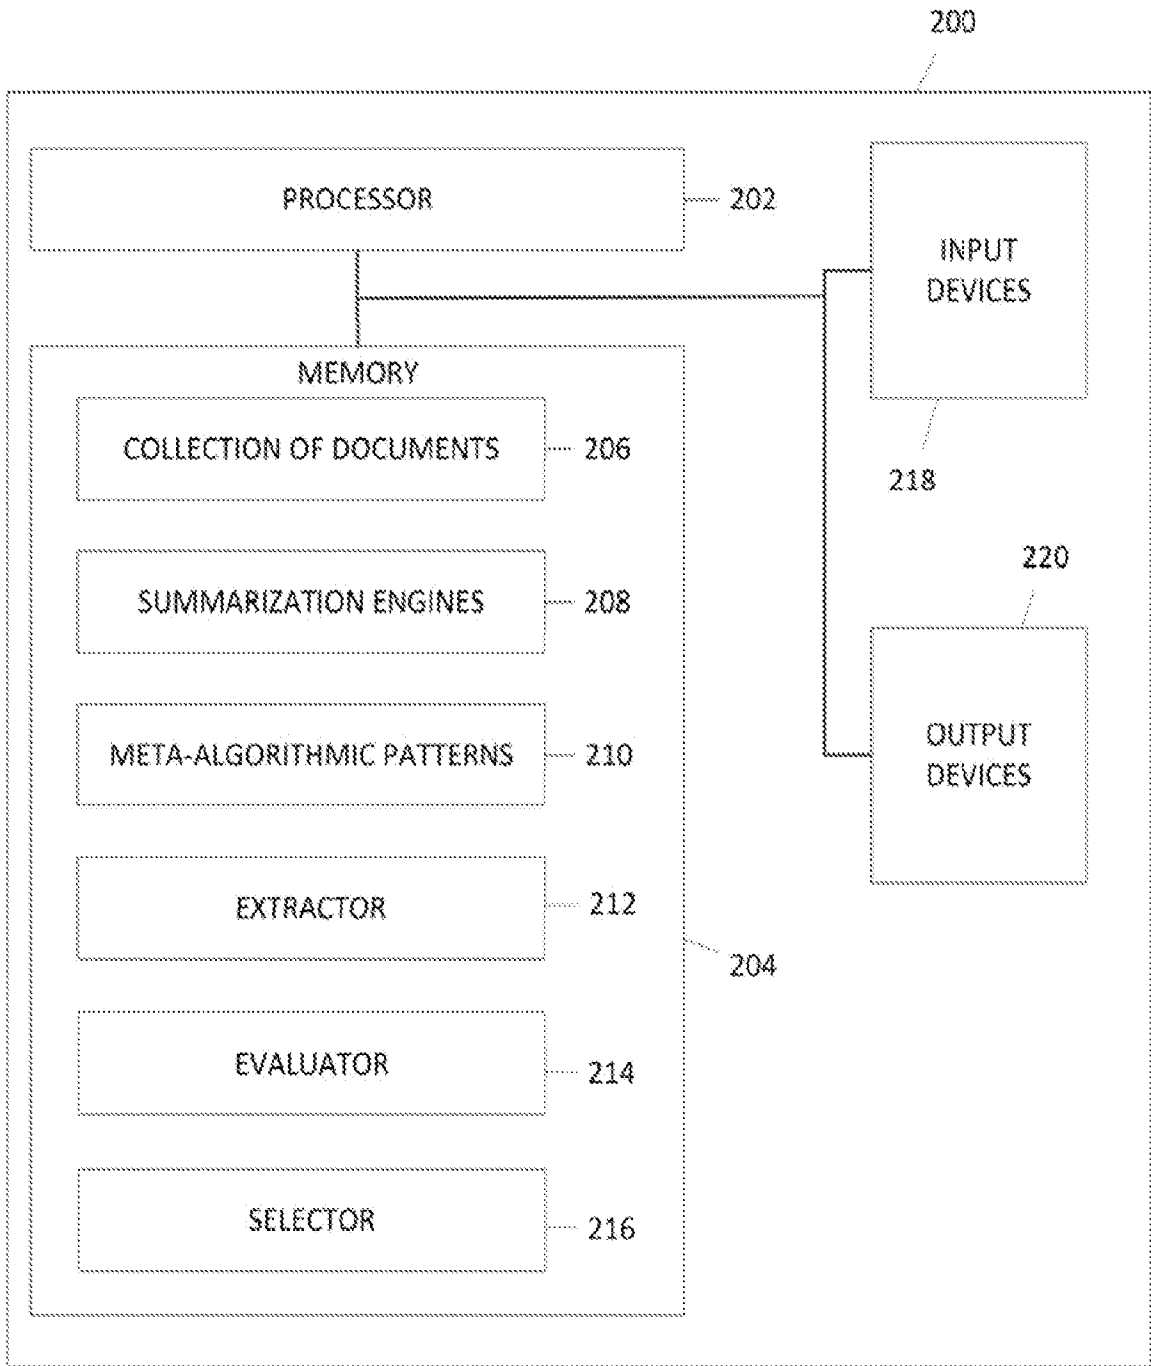 200
PROCESSOR
202
INPUT
DEVICES
218
MEMORY
COLLECTION OF DOCUMENTS
206
SUMMARIZATION ENGINES
208
META-ALGORITHMIC PATTERNS
210
EXTRACTOR
212
EVALUATOR
214
SELECTOR
216
204
220
OUTPUT
DEVICES